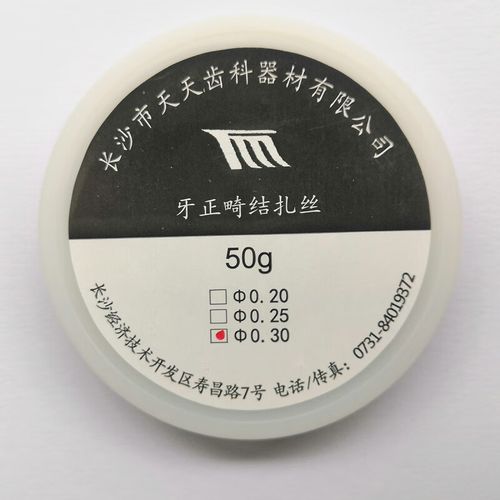 长沙市天天齿科器材有限公司
TM
牙正畸结扎丝
50g
Φ0.20
Φ0.25
Φ0.30
长沙经济技术开发区寿昌路7号 电话/传真：0731-84019372